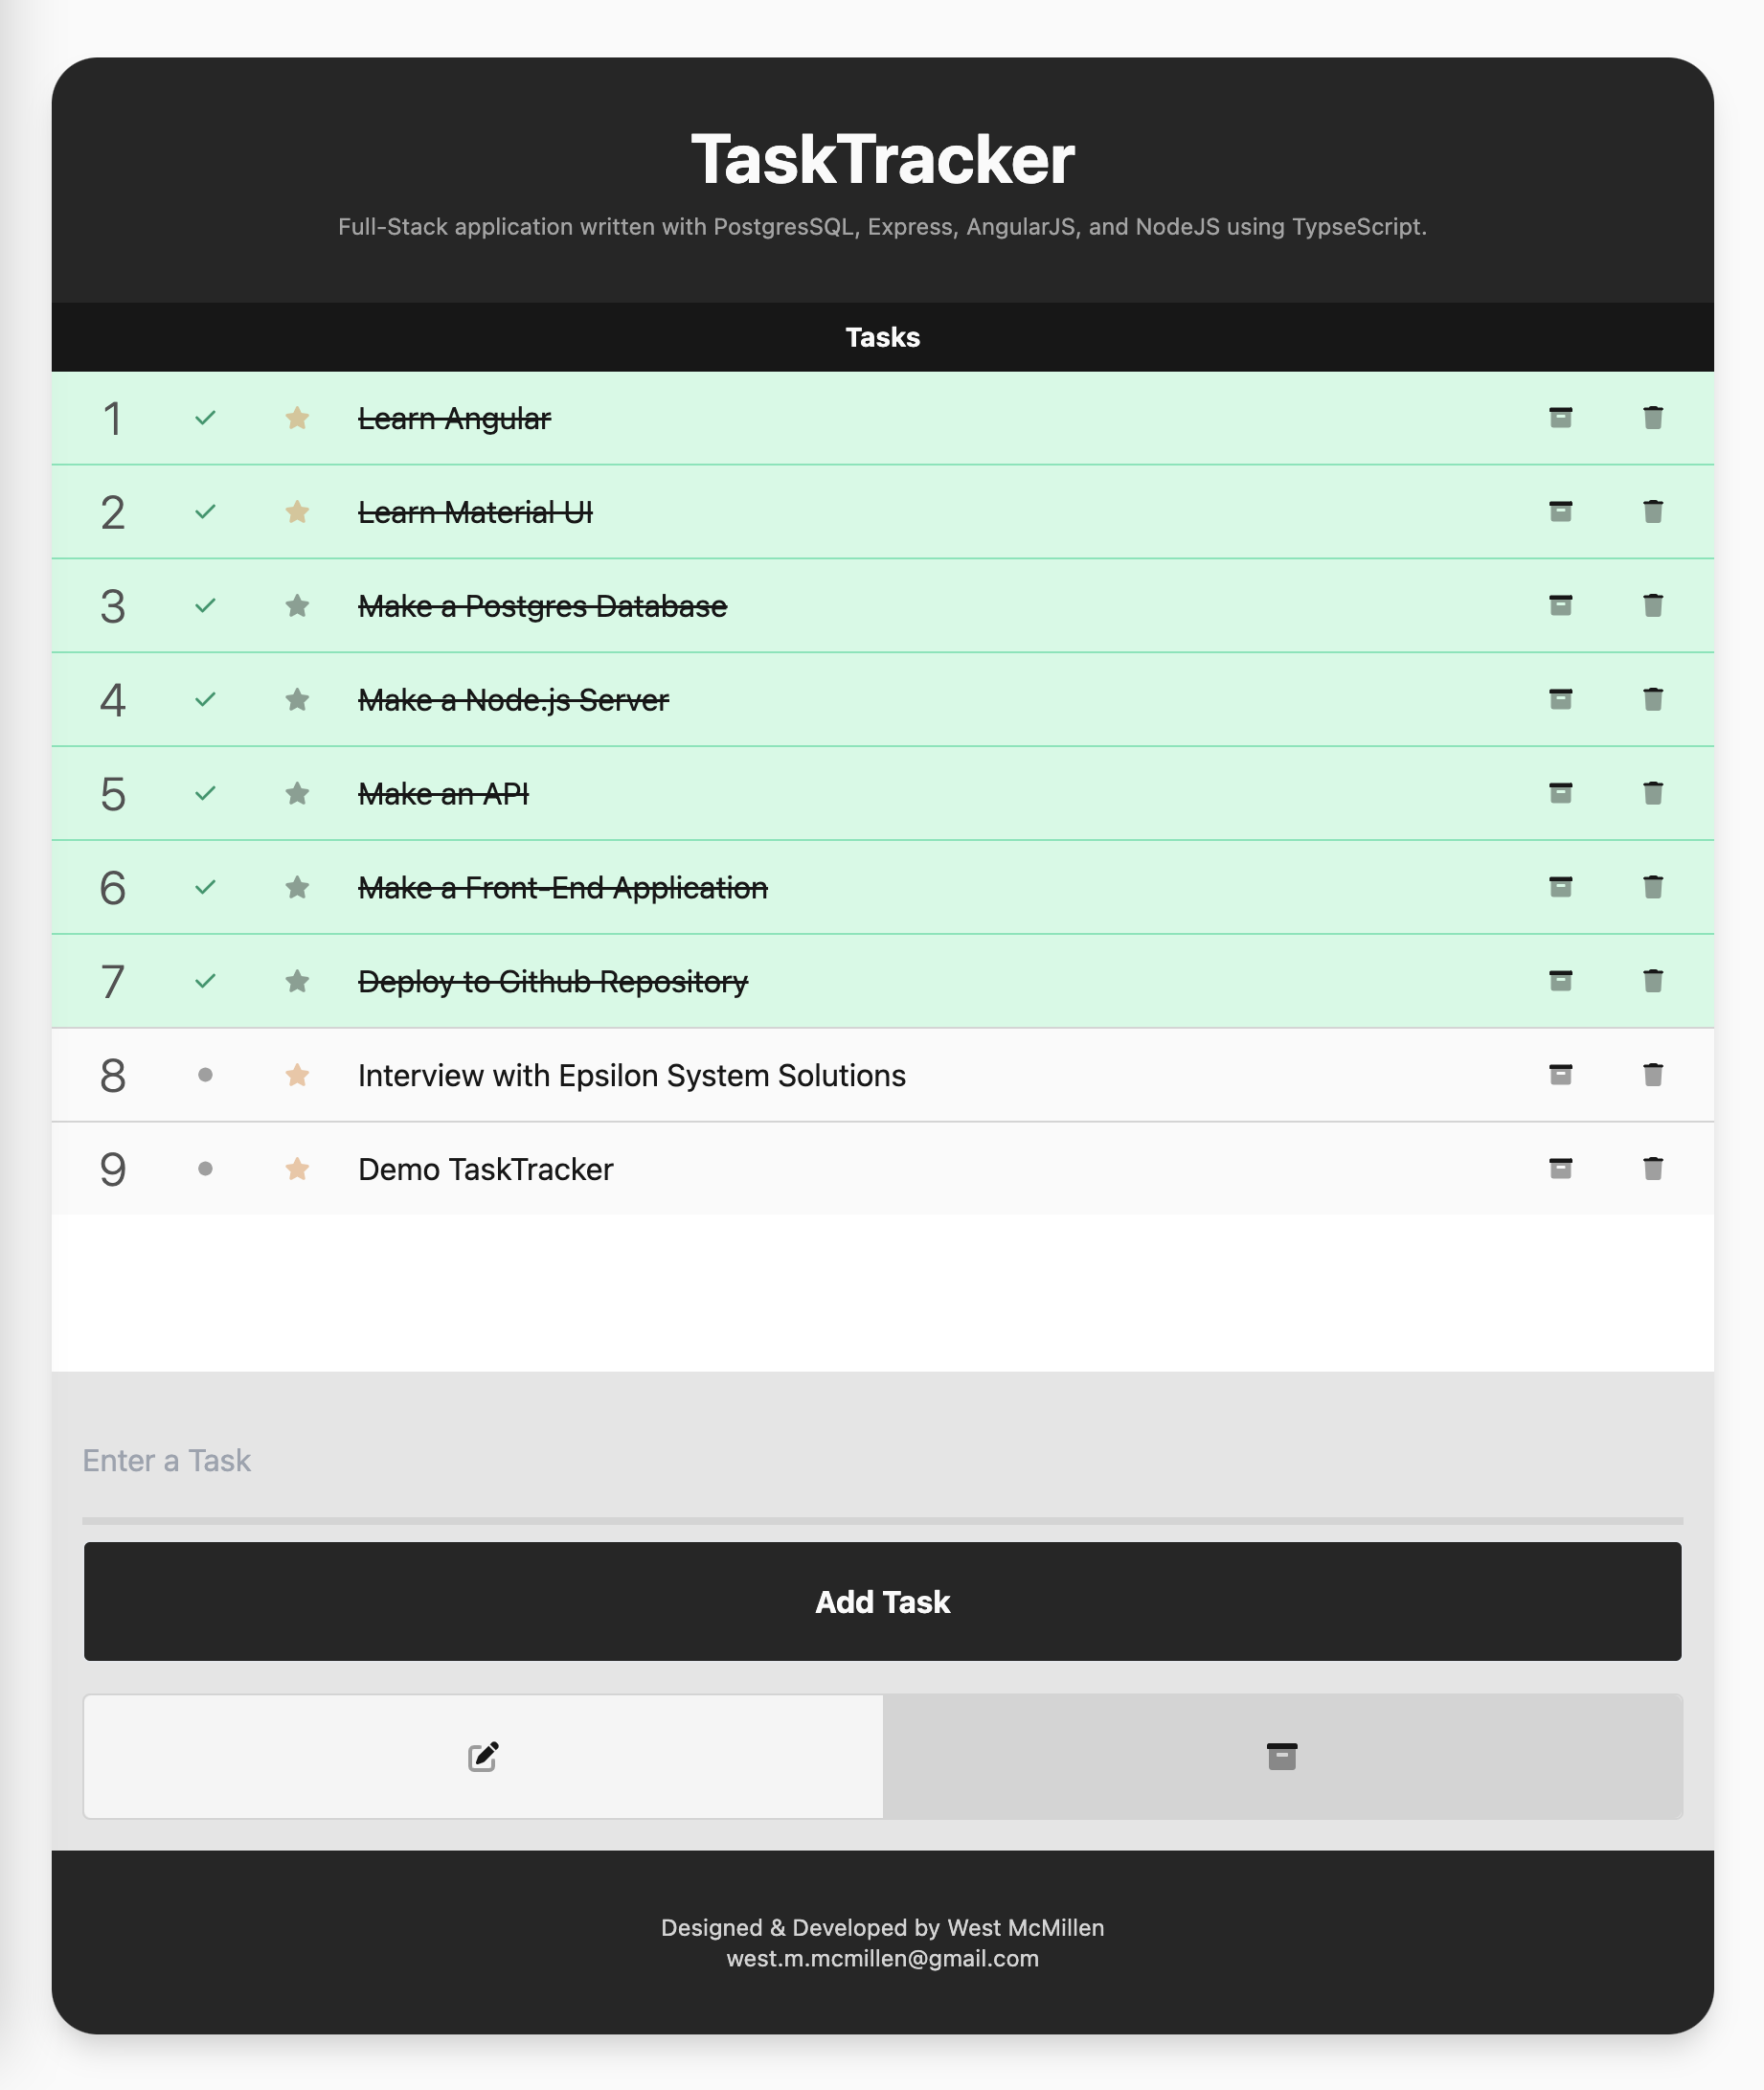 TaskTracker
Full-Stack application written with PostgresSQL, Express, AngularJS, and NodeJS using TypseScript.
Tasks
1 Learn Angular
2 Learn Material UI
3 Make a Postgres Database
4 Make a Node.js Server
5 Make an API
6 Make a Front-End Application
7 Deploy to Github Repository
8 Interview with Epsilon System Solutions
9 Demo TaskTracker
Enter a Task
Add Task
Designed & Developed by West McMillen
west.m.mcmillen@gmail.com